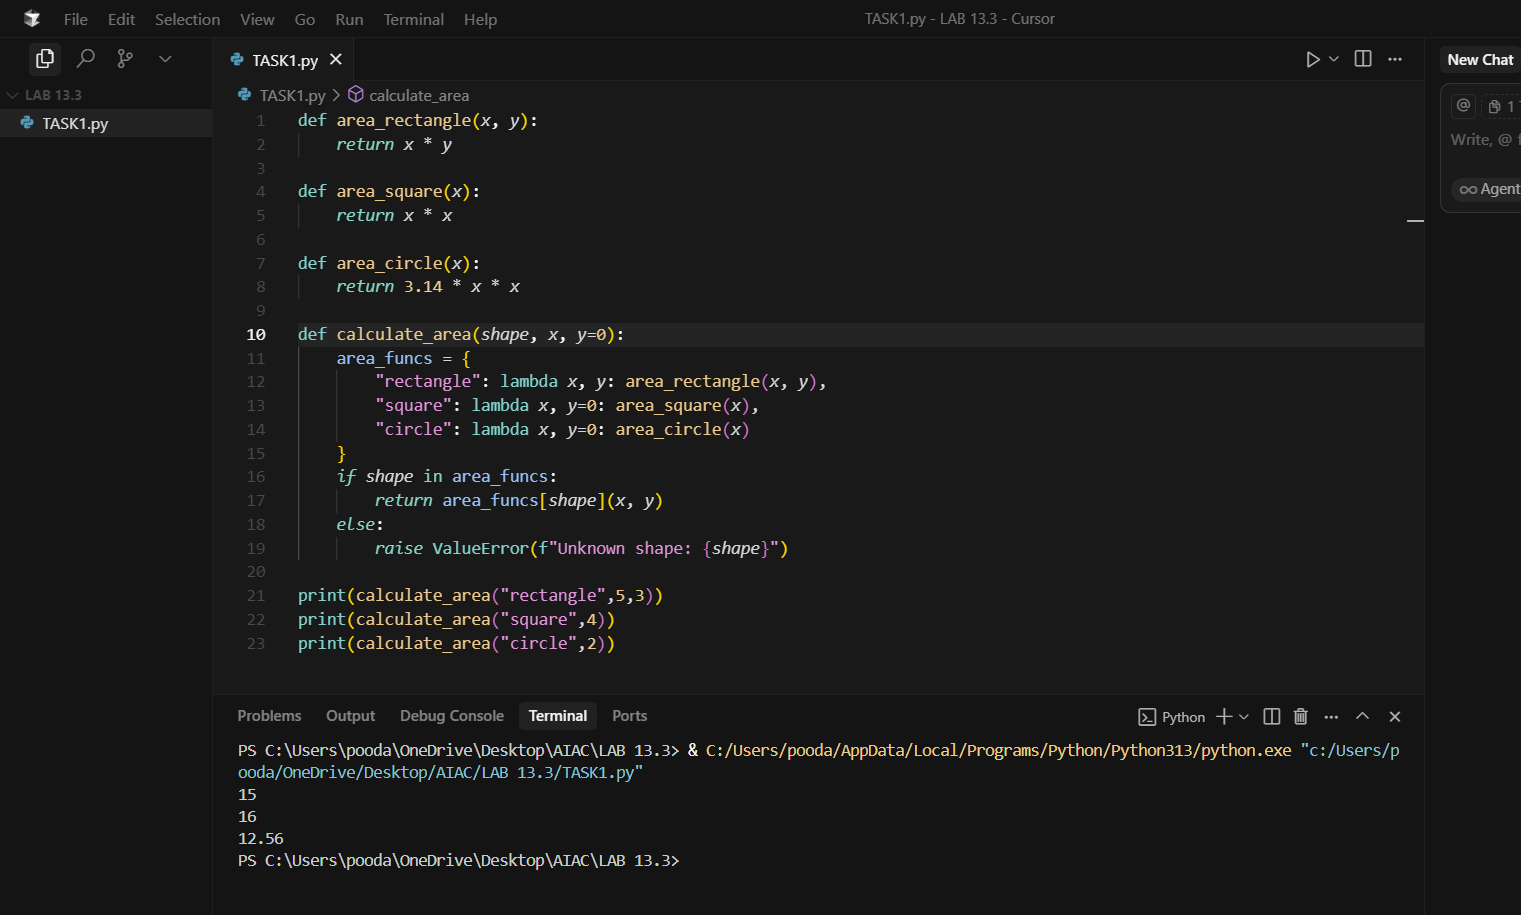 File Edit Selection View Go Run Terminal Help
TASK1.py - LAB 13.3 - Cursor
LAB 13.3
TASK1.py
TASK1.py
TASK1.py > calculate_area
1 def area_rectangle(x, y):
2     return x * y
3
4 def area_square(x):
5     return x * x
6
7 def area_circle(x):
8     return 3.14 * x * x
9
10 def calculate_area(shape, x, y=0):
11     area_funcs = {
12         "rectangle": lambda x, y: area_rectangle(x, y),
13         "square": lambda x, y=0: area_square(x),
14         "circle": lambda x, y=0: area_circle(x)
15     }
16     if shape in area_funcs:
17         return area_funcs[shape](x, y)
18     else:
19         raise ValueError(f"Unknown shape: {shape}")
20
21 print(calculate_area("rectangle",5,3))
22 print(calculate_area("square",4))
23 print(calculate_area("circle",2))
New Chat
@ 1
Write, @
Agent
Problems Output Debug Console Terminal Ports
Python
PS C:\Users\pooda\OneDrive\Desktop\AIAC\LAB 13.3> & C:/Users/pooda/AppData/Local/Programs/Python/Python313/python.exe "c:/Users/p
ooda/OneDrive/Desktop/AIAC/LAB 13.3/TASK1.py"
15
16
12.56
PS C:\Users\pooda\OneDrive\Desktop\AIAC\LAB 13.3>